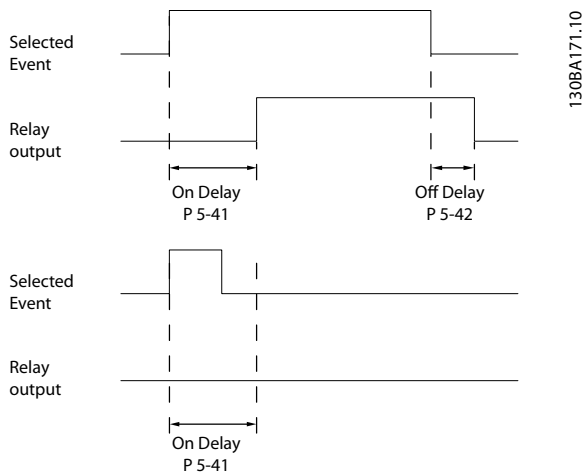 Selected
Event
Relay
output
On Delay
P 5-41
Off Delay
P 5-42
Selected
Event
Relay
output
On Delay
P 5-41
130BA171.10